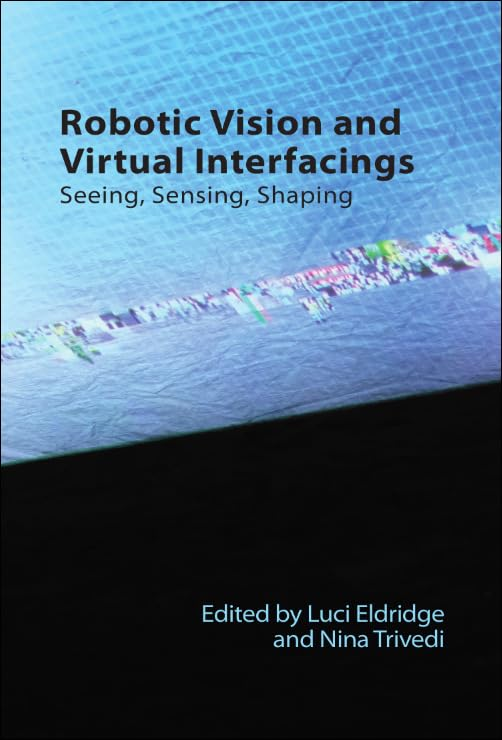 Robotic Vision and
Virtual Interfacings
Seeing, Sensing, Shaping
Edited by Luci Eldridge
and Nina Trivedi